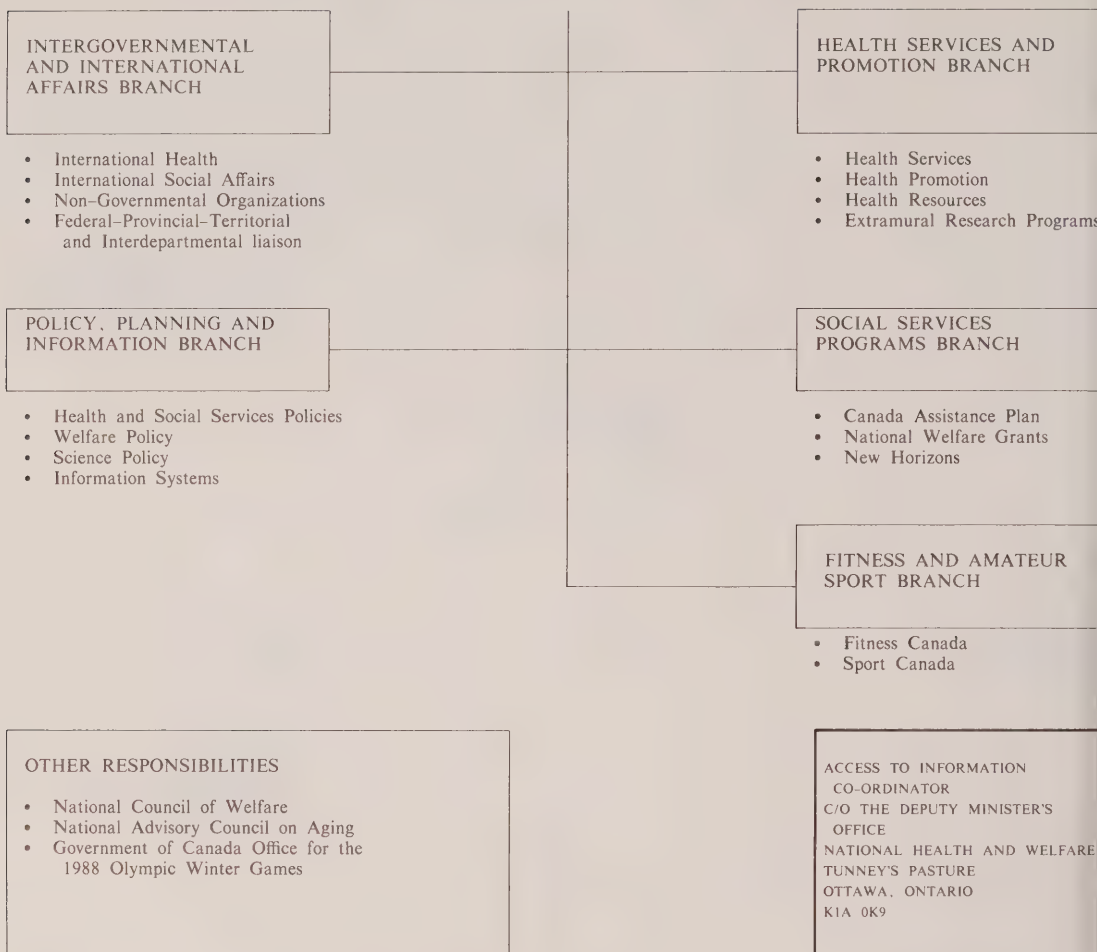 INTERGOVERNMENTAL
AND INTERNATIONAL
AFFAIRS BRANCH
• International Health
• International Social Affairs
• Non-Governmental Organizations
• Federal-Provincial-Territorial
and Interdepartmental liaison
HEALTH SERVICES AND
PROMOTION BRANCH
• Health Services
• Health Promotion
• Health Resources
• Extramural Research Programs
POLICY, PLANNING AND
INFORMATION BRANCH
• Health and Social Services Policies
• Welfare Policy
• Science Policy
• Information Systems
SOCIAL SERVICES
PROGRAMS BRANCH
• Canada Assistance Plan
• National Welfare Grants
• New Horizons
FITNESS AND AMATEUR
SPORT BRANCH
• Fitness Canada
• Sport Canada
OTHER RESPONSIBILITIES
• National Council of Welfare
• National Advisory Council on Aging
• Government of Canada Office for the
1988 Olympic Winter Games
ACCESS TO INFORMATION
CO-ORDINATOR
C/O THE DEPUTY MINISTER'S
OFFICE
NATIONAL HEALTH AND WELFARE
TUNNEY'S PASTURE
OTTAWA, ONTARIO
K1A 0K9